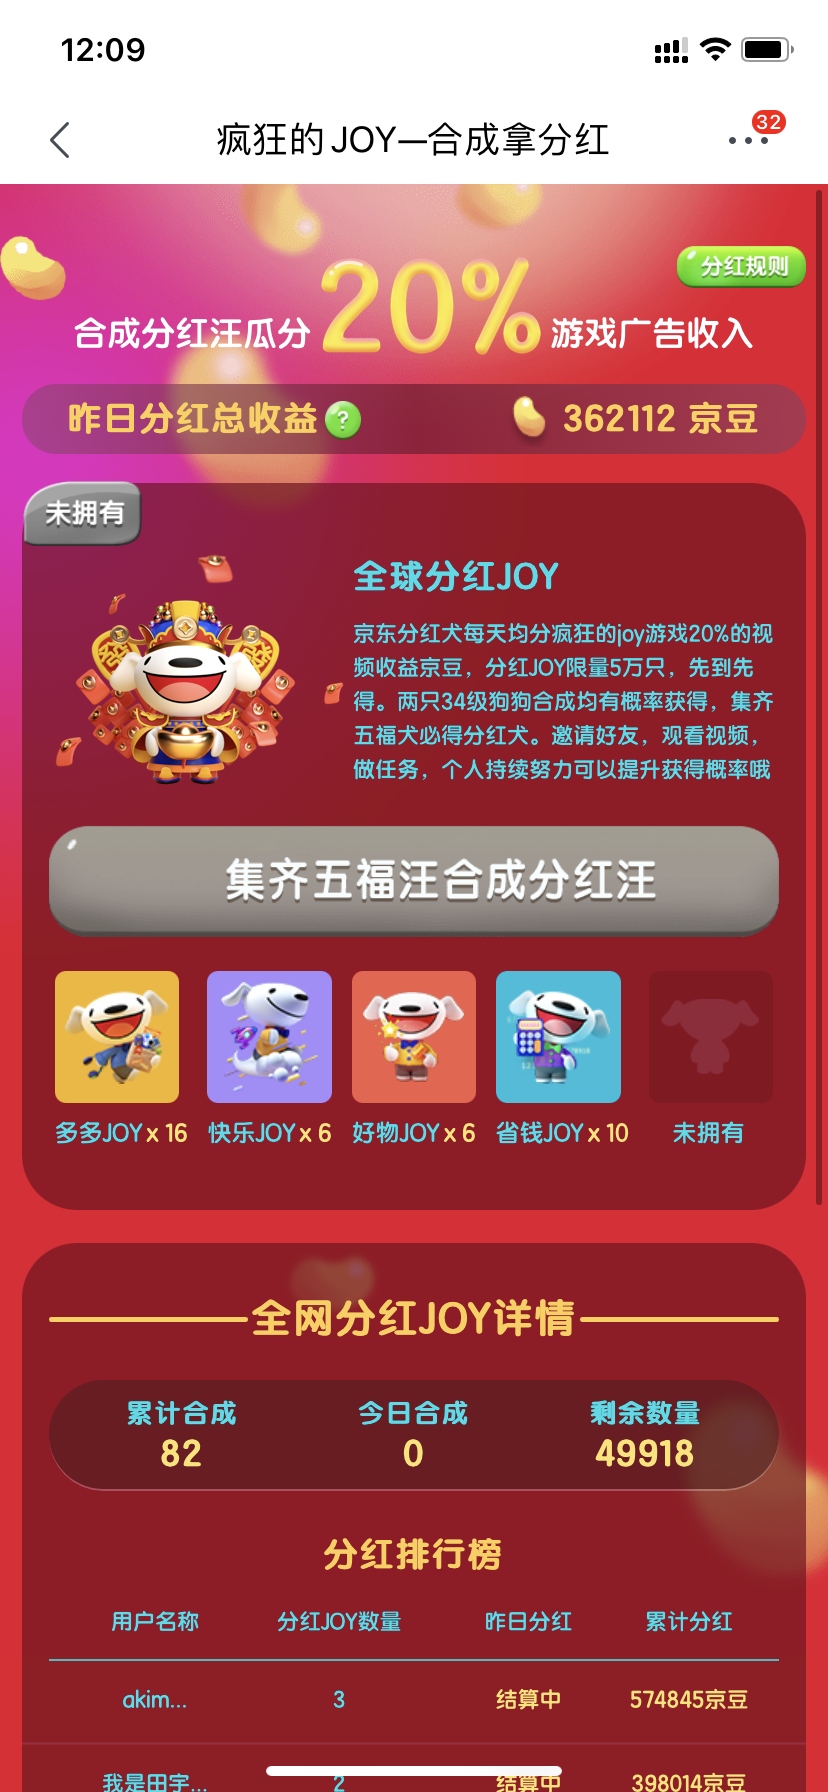 12:09
疯狂的JOY—合成拿分红
32
分红规则
合成分红汪瓜分20%游戏广告收入
昨日分红总收益 ? 362112 京豆
未拥有
全球分红JOY
京东分红犬每天均分疯狂的joy游戏20%的视
频收益京豆，分红JOY限量5万只，先到先
得。两只34级狗狗合成均有概率获得，集齐
五福犬必得分红犬。邀请好友，观看视频，
做任务，个人持续努力可以提升获得概率哦
集齐五福汪合成分红汪
多多JOY x 16 快乐JOY x 6 好物JOY x 6 省钱JOY x 10 未拥有
全网分红JOY详情
累计合成 今日合成 剩余数量
82 0 49918
分红排行榜
用户名称 分红JOY数量 昨日分红 累计分红
akim... 3 结算中 574845京豆
我是田宇... 2 结算中 398014京豆